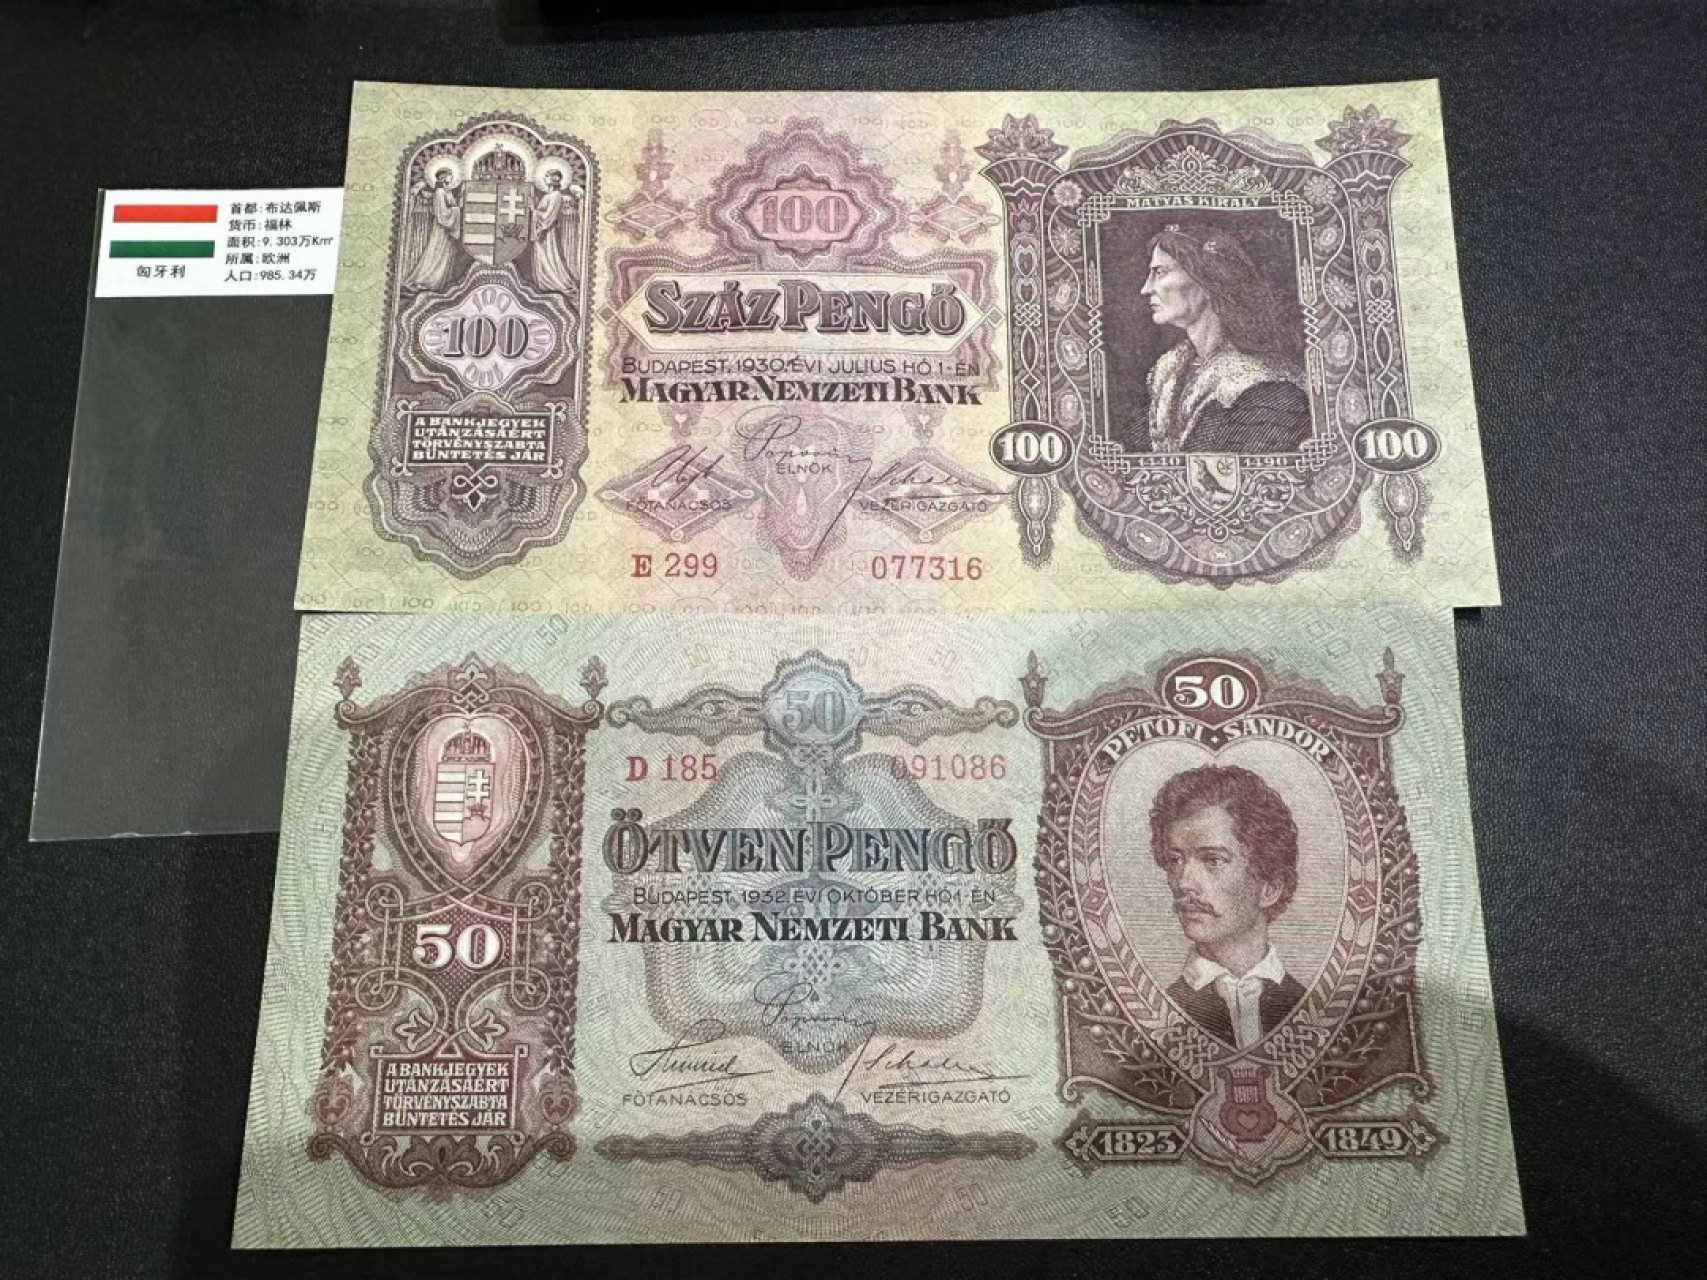 首都:布达佩斯
货币:福林
面积:9.303万Km²
所属:欧洲
人口:985.34万
匈牙利
100
MATYAS KIRALY
SZÁZ PENGŐ
100
BUDAPEST, 1930. ÉVI JULIUS HÓ 1-ÉN
MAGYAR NEMZETI BANK
A BANKJEGYEK
UTÁNZÁSÁÉRT
TÖRVÉNYSZABTA
BÜNTETÉS JÁR
ELNÖK
FŐTANÁCSOS
VEZÉRIGAZGATÓ
100
100
1440 1490
E 299
077316
50
50
PETŐFI · SÁNDOR
D 185
091086
ÖTVEN PENGŐ
BUDAPEST, 1932. ÉVI OKTÓBER HÓ 1-ÉN
MAGYAR NEMZETI BANK
50
ELNÖK
A BANKJEGYEK
UTÁNZÁSÁÉRT
TÖRVÉNYSZABTA
BÜNTETÉS JÁR
FŐTANÁCSOS
VEZÉRIGAZGATÓ
1823
1849